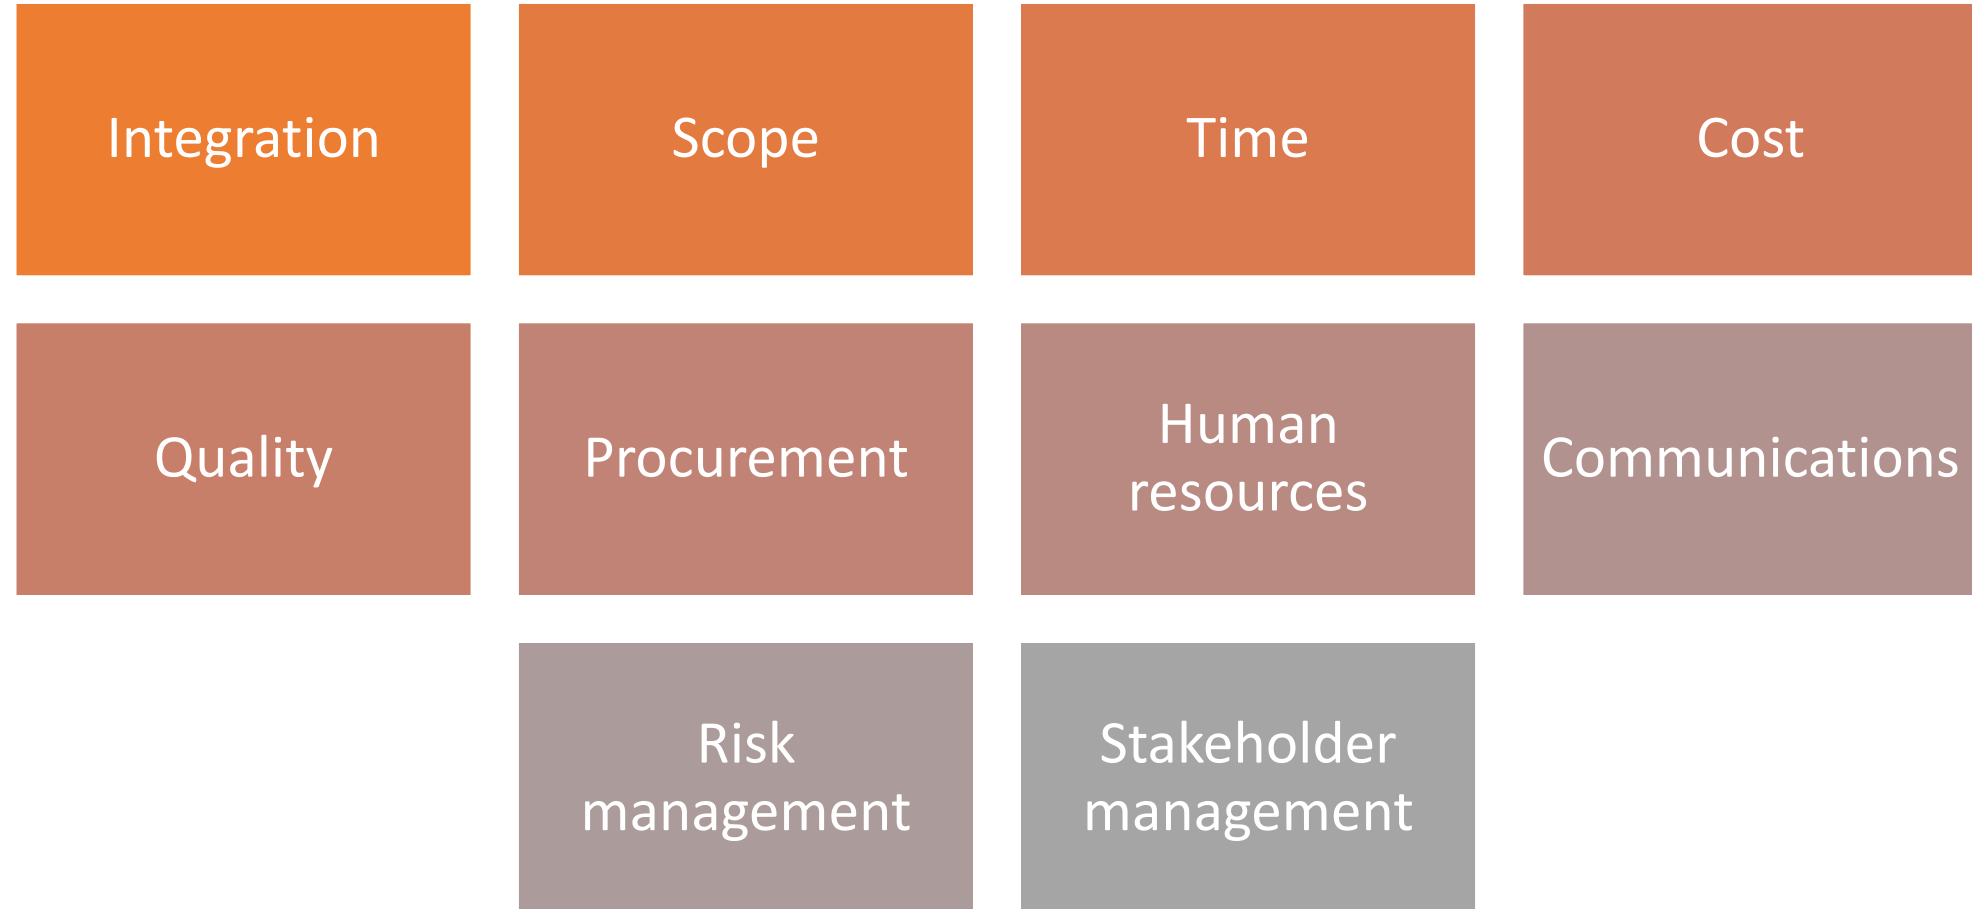 Integration
Scope
Time
Cost
Quality
Procurement
Human
resources
Communications
Risk
management
Stakeholder
management